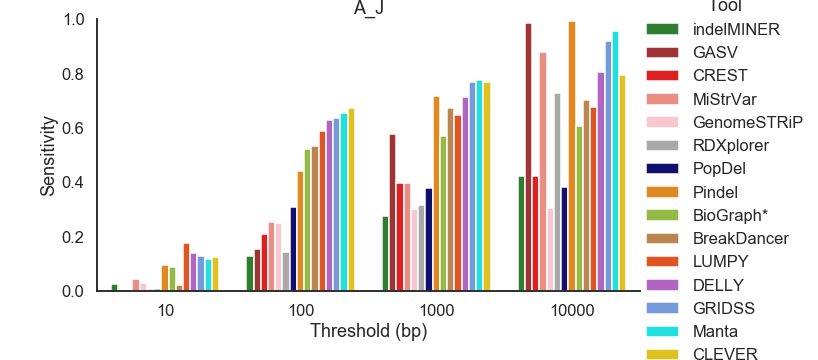 A_J
Tool
1.0
0.8
0.6
0.4
0.2
0.0
Sensitivity
10 100 1000 10000
Threshold (bp)
indelMINER
GASV
CREST
MiStrVar
GenomeSTRiP
RDXplorer
PopDel
Pindel
BioGraph*
BreakDancer
LUMPY
DELLY
GRIDSS
Manta
CLEVER